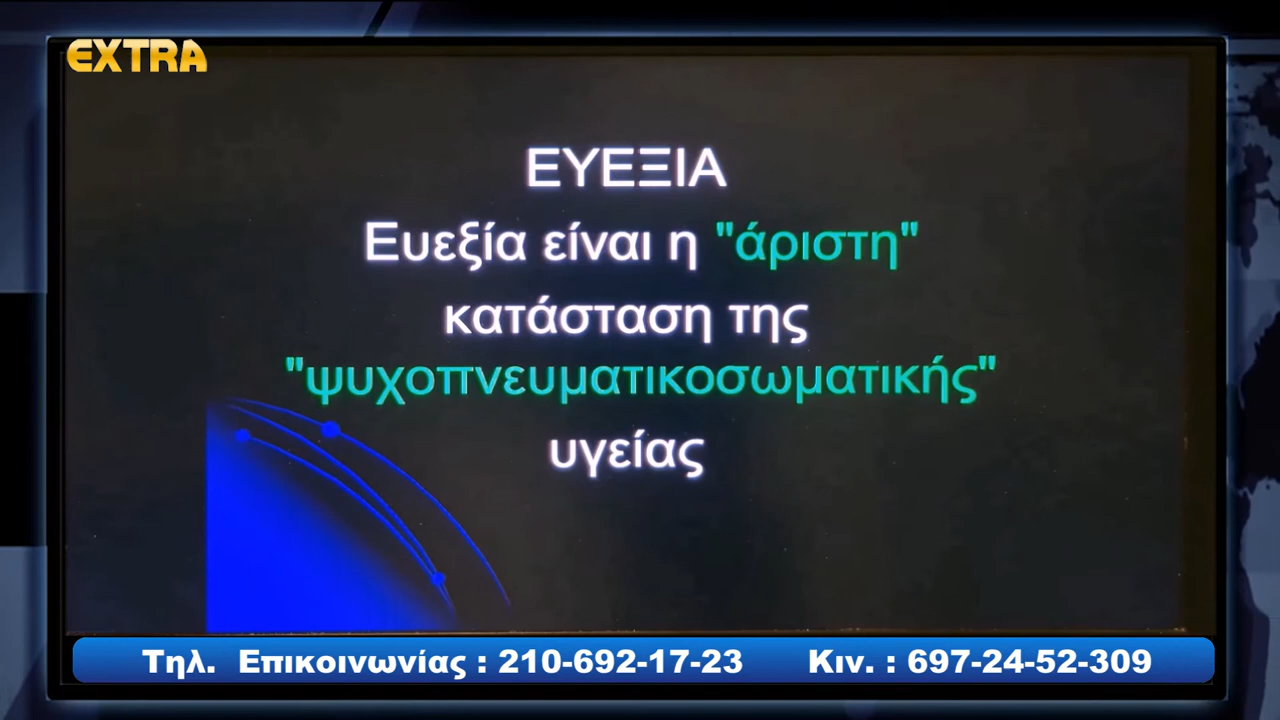 EXTRA
ΕΥΕΞΙΑ
Ευεξία είναι η "άριστη"
κατάσταση της
"ψυχοπνευματικοσωματικής"
υγείας
Τηλ. Επικοινωνίας : 210-692-17-23 Κιν. : 697-24-52-309